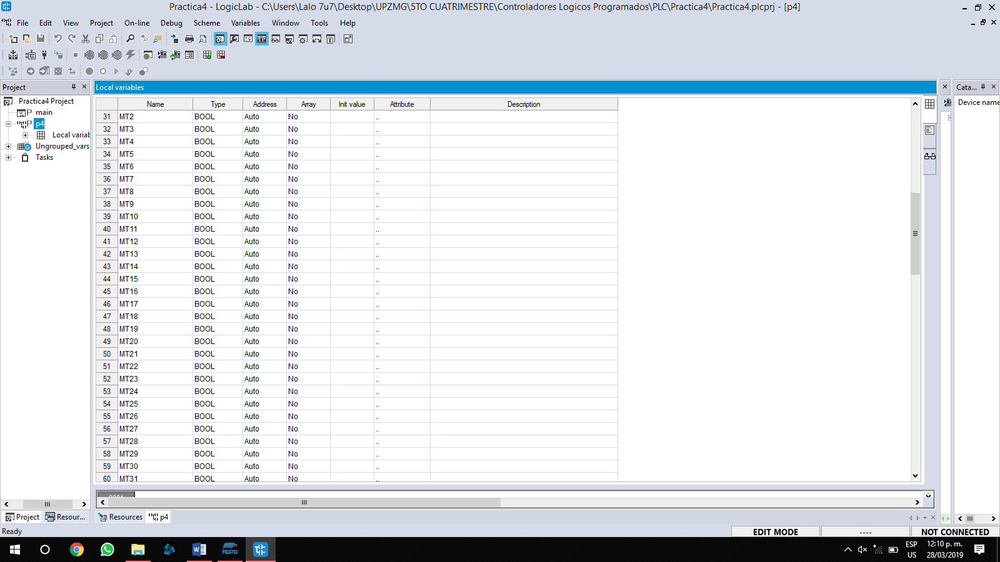 Practica4 - LogicLab - C:\Users\Lalo 7u7\Desktop\UPZMG\5TO CUATRIMESTRE\Controladores Logicos Programados\PLC\Practica4\Practica4.plcprj - [p4]
File Edit View Project On-line Debug Scheme Variables Window Tools Help
Project
Local variables
Cata...
Practica4 Project
main
p4
Local variab
Ungrouped_vars
Tasks
Device name
Name Type Address Array Init value Attribute Description
31 MT2 BOOL Auto No ..
32 MT3 BOOL Auto No ..
33 MT4 BOOL Auto No ..
34 MT5 BOOL Auto No ..
35 MT6 BOOL Auto No ..
36 MT7 BOOL Auto No ..
37 MT8 BOOL Auto No ..
38 MT9 BOOL Auto No ..
39 MT10 BOOL Auto No ..
40 MT11 BOOL Auto No ..
41 MT12 BOOL Auto No ..
42 MT13 BOOL Auto No ..
43 MT14 BOOL Auto No ..
44 MT15 BOOL Auto No ..
45 MT16 BOOL Auto No ..
46 MT17 BOOL Auto No ..
47 MT18 BOOL Auto No ..
48 MT19 BOOL Auto No ..
49 MT20 BOOL Auto No ..
50 MT21 BOOL Auto No ..
51 MT22 BOOL Auto No ..
52 MT23 BOOL Auto No ..
53 MT24 BOOL Auto No ..
54 MT25 BOOL Auto No ..
55 MT26 BOOL Auto No ..
56 MT27 BOOL Auto No ..
57 MT28 BOOL Auto No ..
58 MT29 BOOL Auto No ..
59 MT30 BOOL Auto No ..
60 MT31 BOOL Auto No ..
Project Resour...
Resources p4
Ready
EDIT MODE ---- NOT CONNECTED
FESTO
ESP
US
12:10 p. m.
28/03/2019